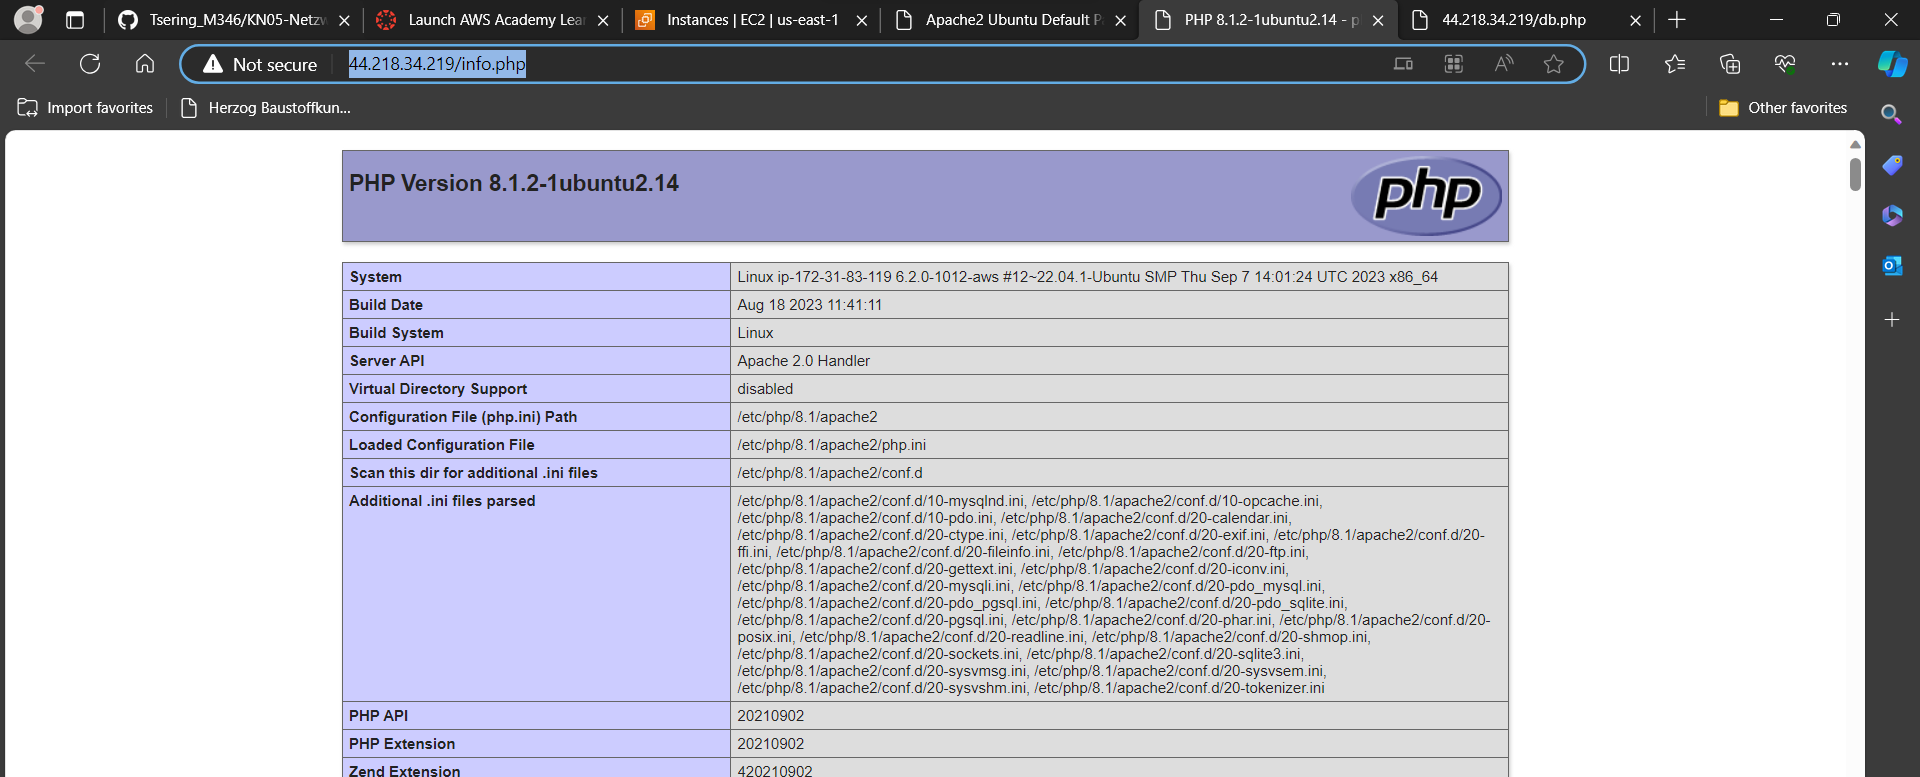 Tsering_M346/KN05-Netzw
Launch AWS Academy Lea
Instances | EC2 | us-east-1
Apache2 Ubuntu Default P
PHP 8.1.2-1ubuntu2.14 - p
44.218.34.219/db.php
Not secure
44.218.34.219/info.php
Import favorites
Herzog Baustoffkun...
Other favorites
PHP Version 8.1.2-1ubuntu2.14
php
System
Linux ip-172-31-83-119 6.2.0-1012-aws #12~22.04.1-Ubuntu SMP Thu Sep 7 14:01:24 UTC 2023 x86_64
Build Date
Aug 18 2023 11:41:11
Build System
Linux
Server API
Apache 2.0 Handler
Virtual Directory Support
disabled
Configuration File (php.ini) Path
/etc/php/8.1/apache2
Loaded Configuration File
/etc/php/8.1/apache2/php.ini
Scan this dir for additional .ini files
/etc/php/8.1/apache2/conf.d
Additional .ini files parsed
/etc/php/8.1/apache2/conf.d/10-mysqlnd.ini, /etc/php/8.1/apache2/conf.d/10-opcache.ini,
/etc/php/8.1/apache2/conf.d/10-pdo.ini, /etc/php/8.1/apache2/conf.d/20-calendar.ini,
/etc/php/8.1/apache2/conf.d/20-ctype.ini, /etc/php/8.1/apache2/conf.d/20-exif.ini, /etc/php/8.1/apache2/conf.d/20-
ffi.ini, /etc/php/8.1/apache2/conf.d/20-fileinfo.ini, /etc/php/8.1/apache2/conf.d/20-ftp.ini,
/etc/php/8.1/apache2/conf.d/20-gettext.ini, /etc/php/8.1/apache2/conf.d/20-iconv.ini,
/etc/php/8.1/apache2/conf.d/20-mysqli.ini, /etc/php/8.1/apache2/conf.d/20-pdo_mysql.ini,
/etc/php/8.1/apache2/conf.d/20-pdo_pgsql.ini, /etc/php/8.1/apache2/conf.d/20-pdo_sqlite.ini,
/etc/php/8.1/apache2/conf.d/20-pgsql.ini, /etc/php/8.1/apache2/conf.d/20-phar.ini, /etc/php/8.1/apache2/conf.d/20-
posix.ini, /etc/php/8.1/apache2/conf.d/20-readline.ini, /etc/php/8.1/apache2/conf.d/20-shmop.ini,
/etc/php/8.1/apache2/conf.d/20-sockets.ini, /etc/php/8.1/apache2/conf.d/20-sqlite3.ini,
/etc/php/8.1/apache2/conf.d/20-sysvmsg.ini, /etc/php/8.1/apache2/conf.d/20-sysvsem.ini,
/etc/php/8.1/apache2/conf.d/20-sysvshm.ini, /etc/php/8.1/apache2/conf.d/20-tokenizer.ini
PHP API
20210902
PHP Extension
20210902
Zend Extension
420210902